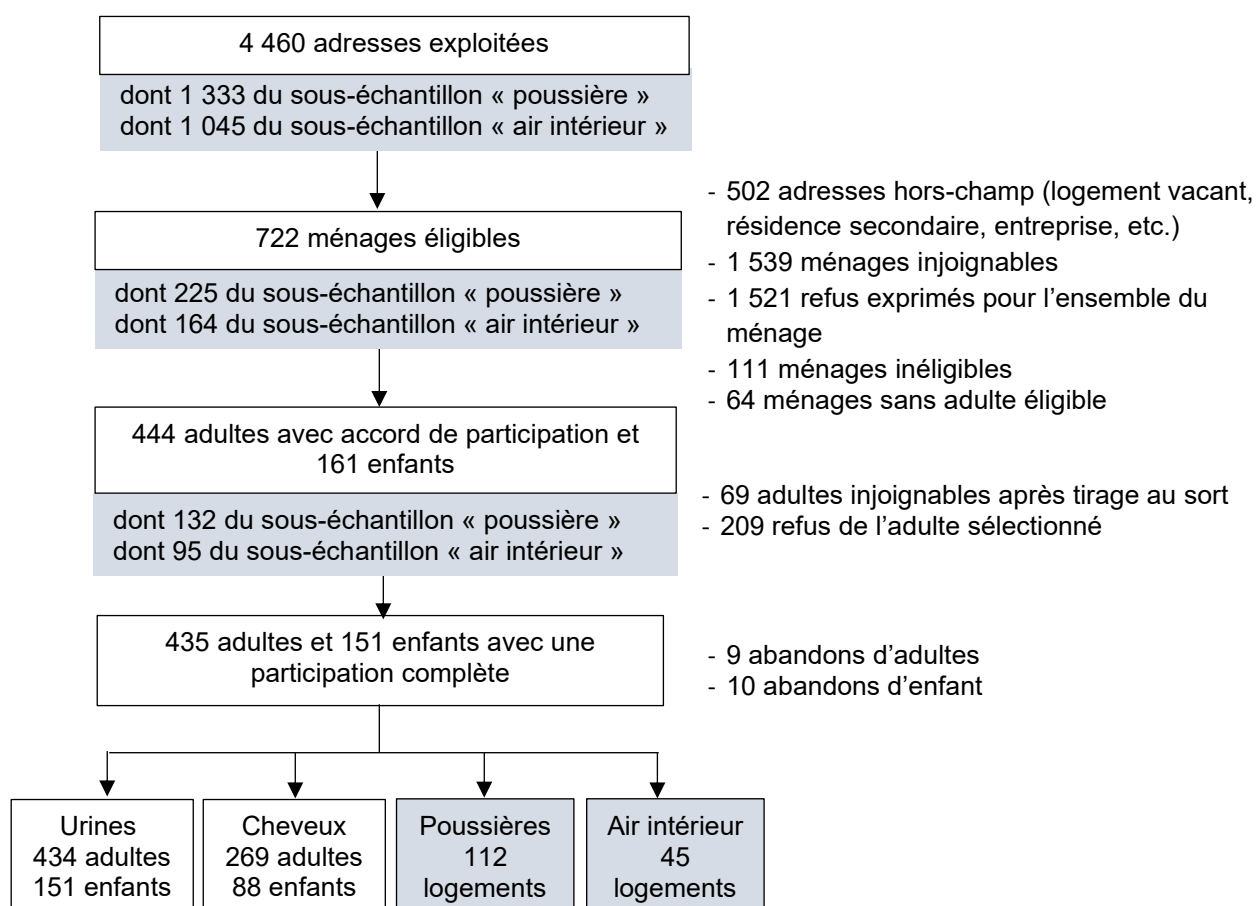 4 460 adresses exploitées
dont 1 333 du sous-échantillon « poussière »
dont 1 045 du sous-échantillon « air intérieur »
- 502 adresses hors-champ (logement vacant,
résidence secondaire, entreprise, etc.)
- 1 539 ménages injoignables
- 1 521 refus exprimés pour l’ensemble du
ménage
- 111 ménages inéligibles
- 64 ménages sans adulte éligible
722 ménages éligibles
dont 225 du sous-échantillon « poussière »
dont 164 du sous-échantillon « air intérieur »
444 adultes avec accord de participation et
161 enfants
dont 132 du sous-échantillon « poussière »
dont 95 du sous-échantillon « air intérieur »
- 69 adultes injoignables après tirage au sort
- 209 refus de l’adulte sélectionné
435 adultes et 151 enfants avec une
participation complète
- 9 abandons d’adultes
- 10 abandons d’enfant
Urines
434 adultes
151 enfants
Cheveux
269 adultes
88 enfants
Poussières
112
logements
Air intérieur
45
logements